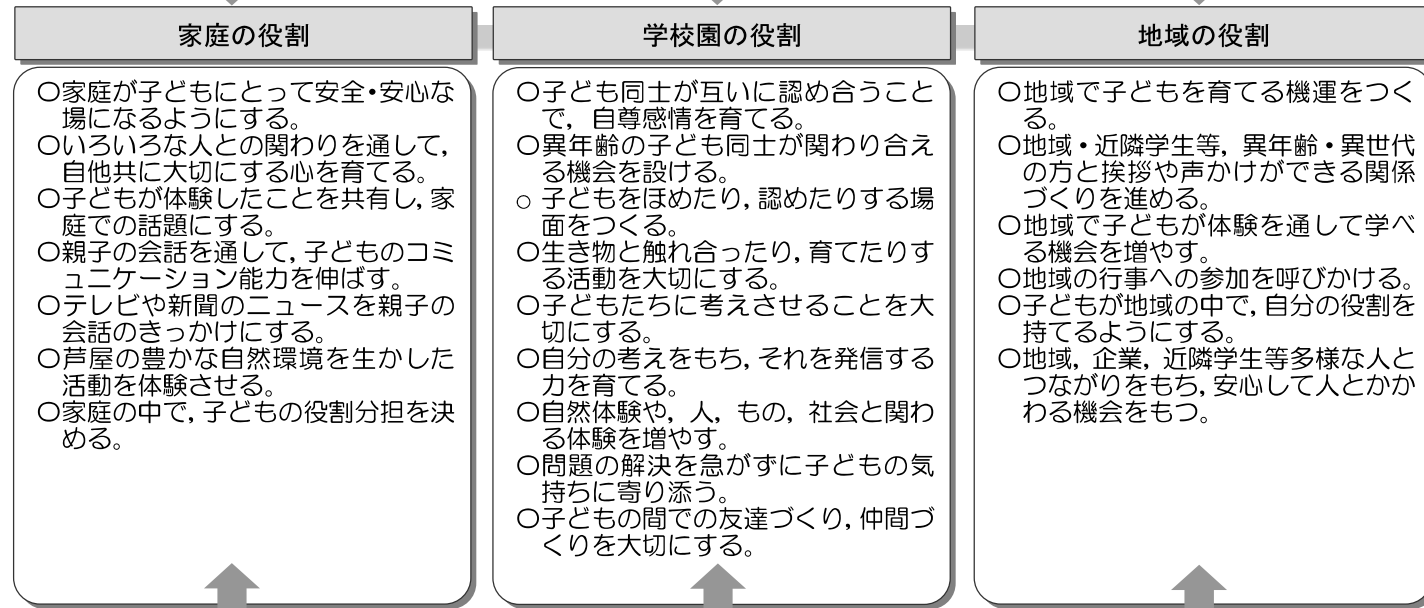 家庭の役割
○家庭が子どもにとって安全・安心な
場になるようにする。
○いろいろな人との関わりを通して,
自他共に大切にする心を育てる。
○子どもが体験したことを共有し,家
庭での話題にする。
○親子の会話を通して,子どものコミ
ュニケーション能力を伸ばす。
○テレビや新聞のニュースを親子の
会話のきっかけにする。
○芦屋の豊かな自然環境を生かした
活動を体験させる。
○家庭の中で,子どもの役割分担を決
める。
学校園の役割
○子ども同士が互いに認め合うこと
で,自尊感情を育てる。
○異年齢の子ども同士が関わり合え
る機会を設ける。
○子どもをほめたり,認めたりする場
面をつくる。
○生き物と触れ合ったり,育てたりす
る活動を大切にする。
○子どもたちに考えさせることを大
切にする。
○自分の考えをもち,それを発信する
力を育てる。
○自然体験や,人,もの,社会と関わ
る体験を増やす。
○問題の解決を急がずに子どもの気
持ちに寄り添う。
○子どもの間での友達づくり,仲間づ
くりを大切にする。
地域の役割
○地域で子どもを育てる機運をつく
る。
○地域・近隣学生等,異年齢・異世代
の方と挨拶や声かけができる関係
づくりを進める。
○地域で子どもが体験を通して学べ
る機会を増やす。
○地域の行事への参加を呼びかける。
○子どもが地域の中で,自分の役割を
持てるようにする。
○地域,企業,近隣学生等多様な人と
つながりをもち,安心して人とかか
わる機会をもつ。